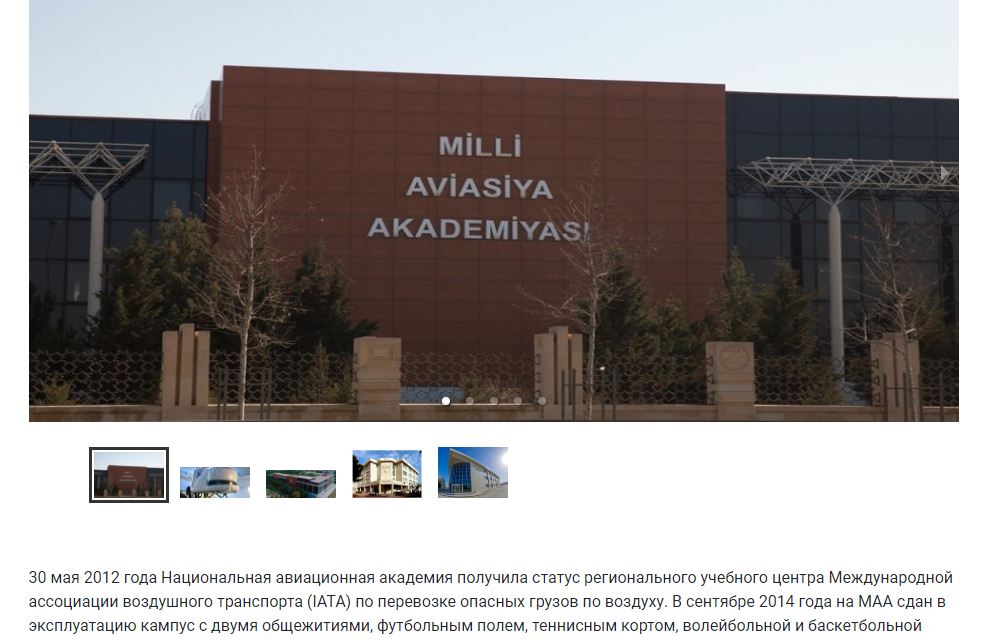 MİLLİ
AVİASİYA
AKADEMİYASI
30 мая 2012 года Национальная авиационная академия получила статус регионального учебного центра Международной
ассоциации воздушного транспорта (IATA) по перевозке опасных грузов по воздуху. В сентябре 2014 года на МАА сдан в
эксплуатацию кампус с двумя общежитиями, футбольным полем, теннисным кортом, волейбольной и баскетбольной